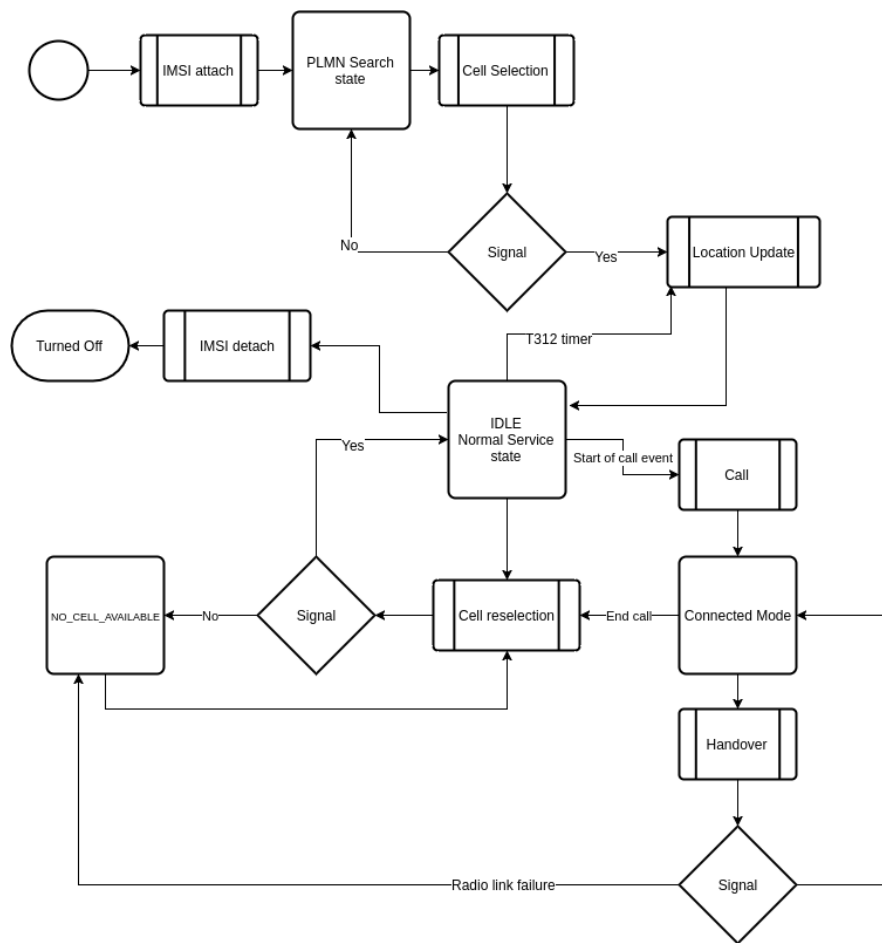 IMSI attach
PLMN Search
state
Cell Selection
No
Signal
Yes
Location Update
Turned Off
IMSI detach
T312 timer
IDLE
Normal Service
state
Yes
Start of call event
Call
NO_CELL_AVAILABLE
No
Signal
Cell reselection
End call
Connected Mode
Handover
Radio link failure
Signal